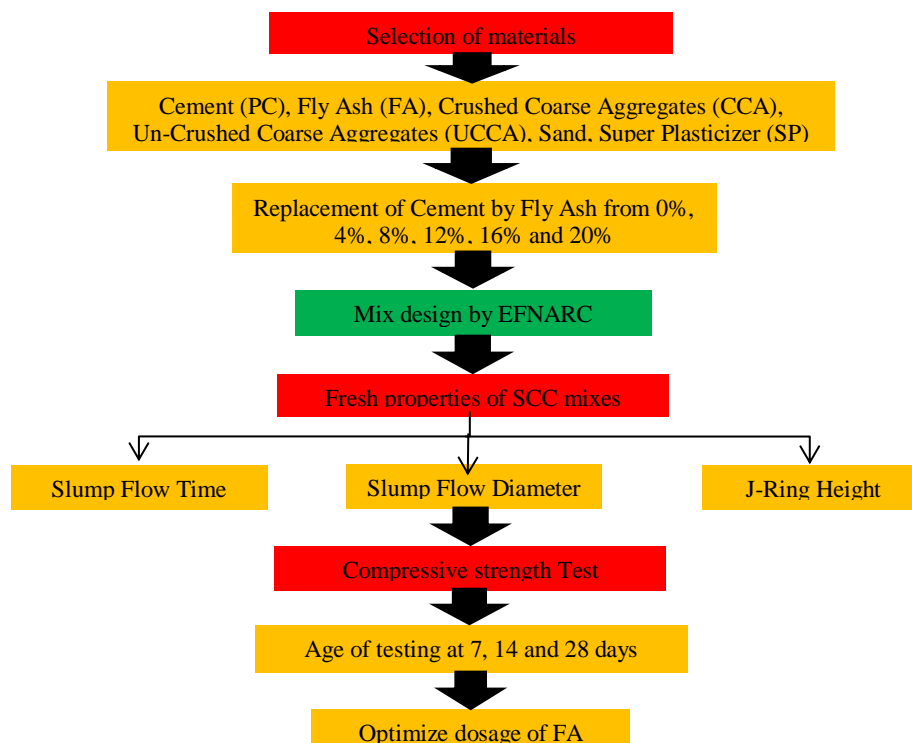 Selection of materials
Cement (PC), Fly Ash (FA), Crushed Coarse Aggregates (CCA),
Un-Crushed Coarse Aggregates (UCCA), Sand, Super Plasticizer (SP)
Replacement of Cement by Fly Ash from 0%,
4%, 8%, 12%, 16% and 20%
Mix design by EFNARC
Fresh properties of SCC mixes
Slump Flow Time
Slump Flow Diameter
J-Ring Height
Compressive strength Test
Age of testing at 7, 14 and 28 days
Optimize dosage of FA